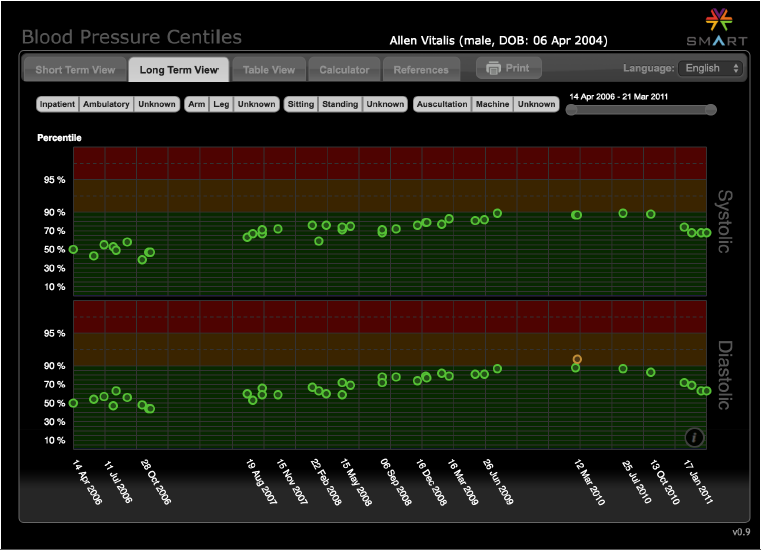 Blood Pressure Centiles
Allen Vitalis (male, DOB: 06 Apr 2004)
SMART
Short Term View Long Term View Table View Calculator References Print Language: English
Inpatient Ambulatory Unknown Arm Leg Unknown Sitting Standing Unknown Auscultation Machine Unknown
14 Apr 2006 - 21 Mar 2011
Percentile
95 %
90 %
70 %
50 %
30 %
10 %
Systolic
95 %
90 %
70 %
50 %
30 %
10 %
Diastolic
i
14 Apr 2006
11 Jul 2006
28 Oct 2006
19 Aug 2007
15 Nov 2007
22 Feb 2008
15 May 2008
06 Sep 2008
16 Dec 2008
16 Mar 2009
26 Jun 2009
12 Mar 2010
25 Jul 2010
13 Oct 2010
17 Jan 2011
v0.9